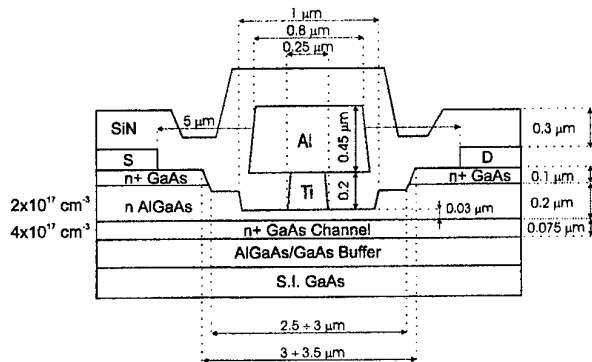 1 µm
0.8 µm
0.25 µm
SiN
5 µm
Al
0.45 µm
0.3 µm
S
D
n+ GaAs
Ti
0.2
n+ GaAs
0.1 µm
2x10¹⁷ cm⁻³
n AlGaAs
0.03 µm
0.2 µm
4x10¹⁷ cm⁻³
n+ GaAs Channel
0.075 µm
AlGaAs/GaAs Buffer
S.I. GaAs
2.5 ÷ 3 µm
3 ÷ 3.5 µm